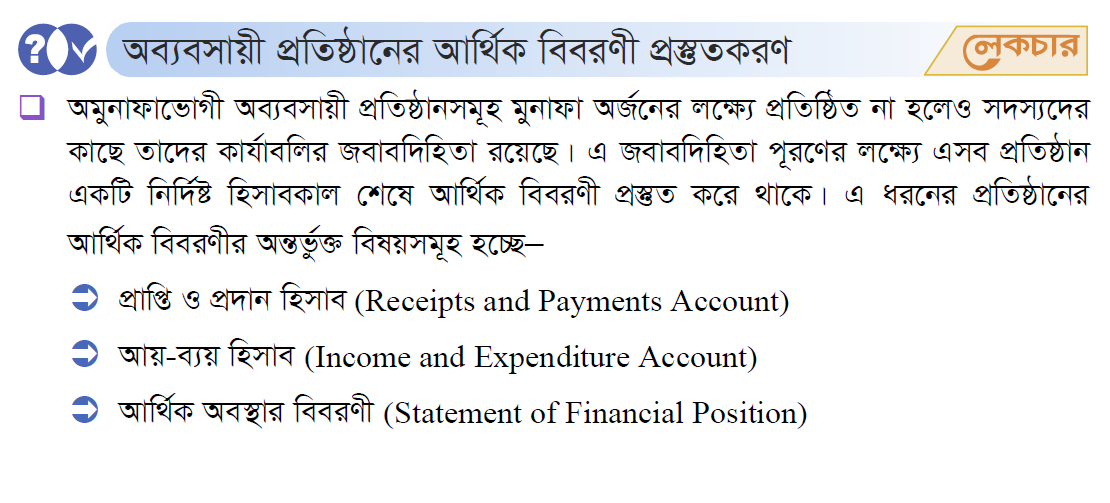 অব্যবসায়ী প্রতিষ্ঠানের আর্থিক বিবরণী প্রস্তুতকরণ
লেকচার
অমুনাফাভোগী অব্যবসায়ী প্রতিষ্ঠানসমূহ মুনাফা অর্জনের লক্ষ্যে প্রতিষ্ঠিত না হলেও সদস্যদের
কাছে তাদের কার্যাবলির জবাবদিহিতা রয়েছে। এ জবাবদিহিতা পূরণের লক্ষ্যে এসব প্রতিষ্ঠান
একটি নির্দিষ্ট হিসাবকাল শেষে আর্থিক বিবরণী প্রস্তুত করে থাকে। এ ধরনের প্রতিষ্ঠানের
আর্থিক বিবরণীর অন্তর্ভুক্ত বিষয়সমূহ হচ্ছে–
প্রাপ্তি ও প্রদান হিসাব (Receipts and Payments Account)
আয়-ব্যয় হিসাব (Income and Expenditure Account)
আর্থিক অবস্থার বিবরণী (Statement of Financial Position)